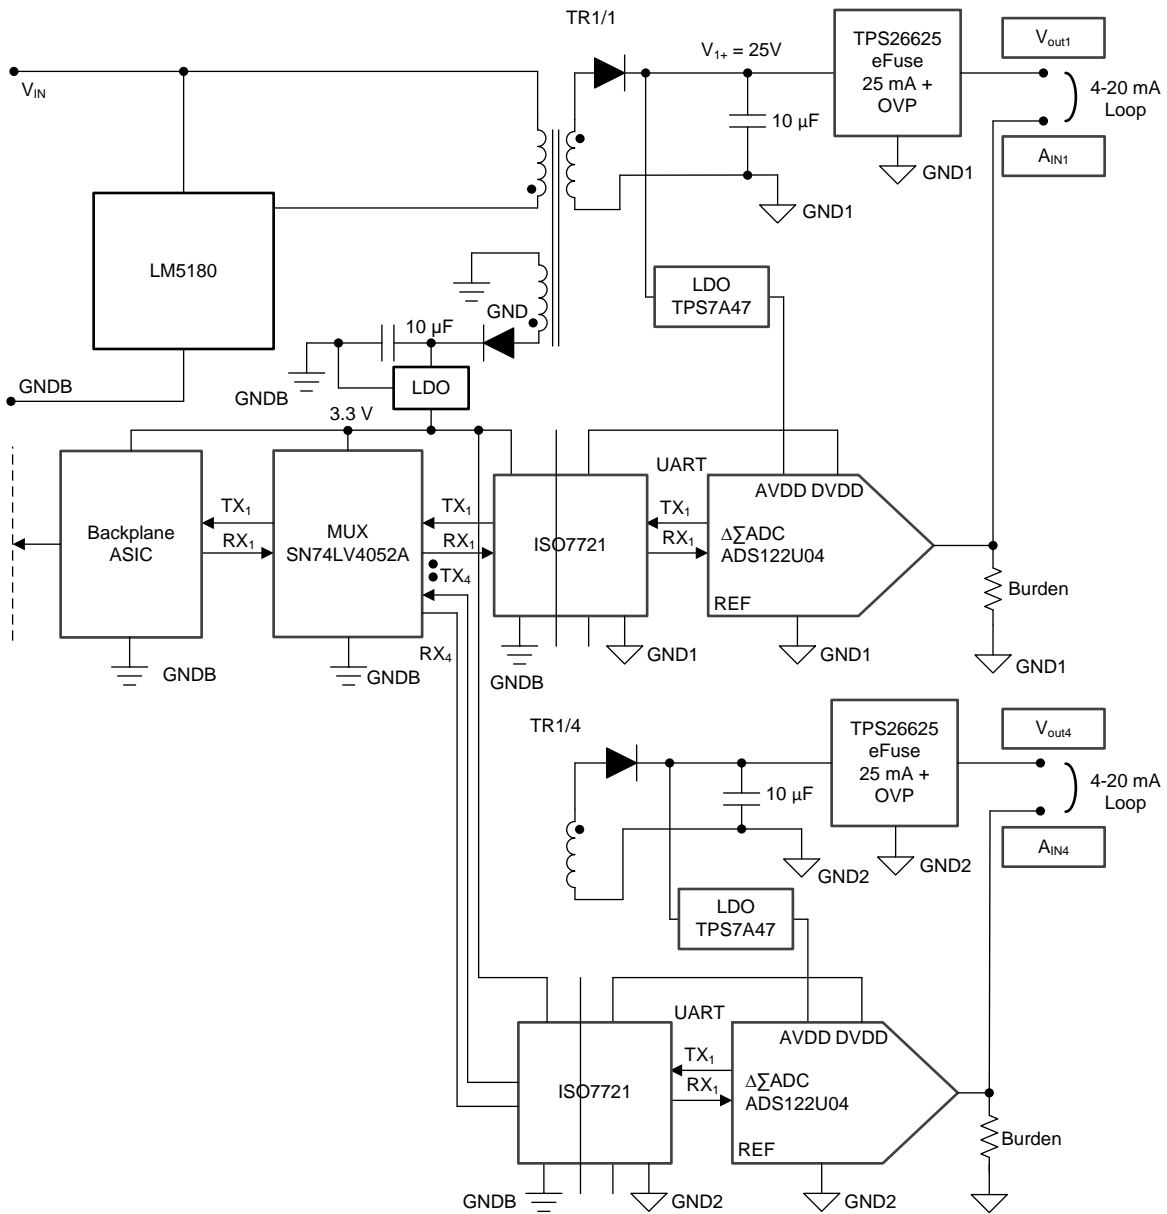 TR1/1
V1+ = 25V
TPS26625
eFuse
25 mA +
OVP
Vout1
4-20 mA
Loop
AIN1
VIN
10 µF
GND1
GND1
LM5180
LDO
TPS7A47
GND
10 µF
GNDB
GNDB
LDO
3.3 V
UART
AVDD DVDD
Backplane
ASIC
TX1
RX1
MUX
SN74LV4052A
TX1
RX1
TX4
RX4
ISO7721
TX1
RX1
Δ∑ADC
ADS122U04
REF
Burden
GNDB
GNDB
GNDB
GND1
GND1
GND1
TR1/4
TPS26625
eFuse
25 mA +
OVP
Vout4
4-20 mA
Loop
AIN4
10 µF
GND2
GND2
LDO
TPS7A47
UART
AVDD DVDD
ISO7721
TX1
RX1
Δ∑ADC
ADS122U04
REF
Burden
GNDB
GND2
GND2